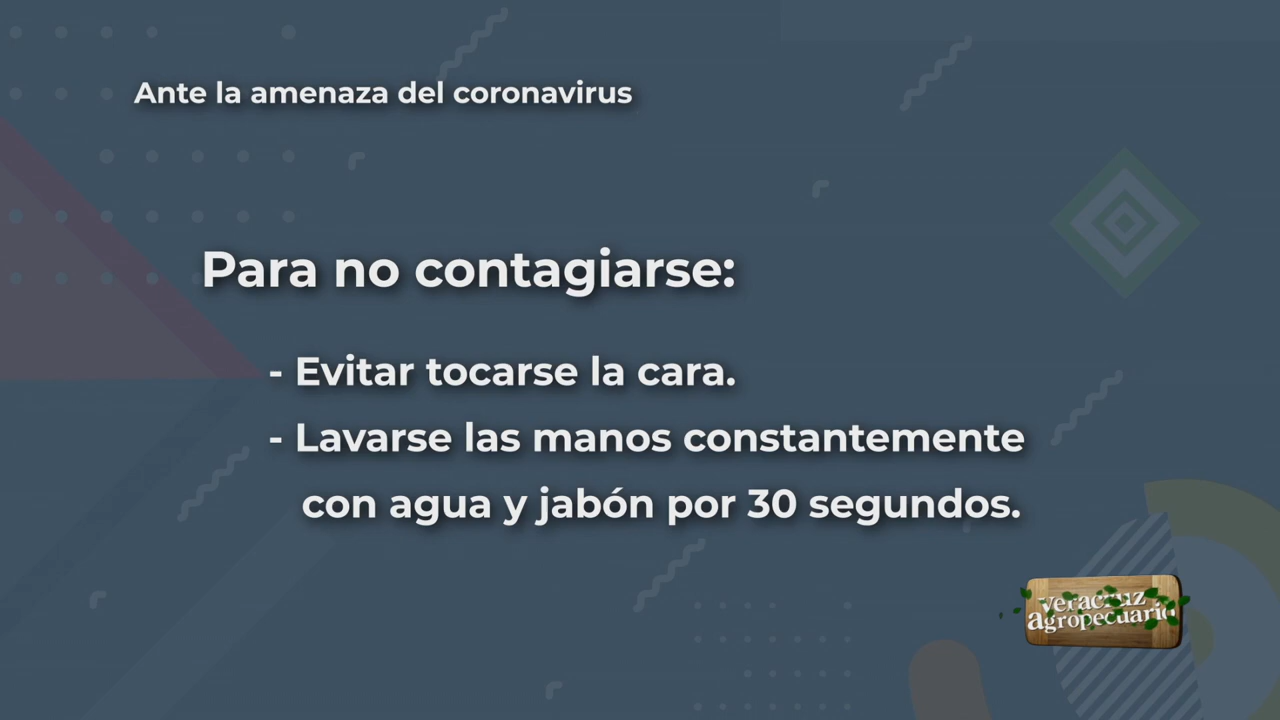 Ante la amenaza del coronavirus
Para no contagiarse:
- Evitar tocarse la cara.
- Lavarse las manos constantemente
con agua y jabón por 30 segundos.
veracruz
agropecuario